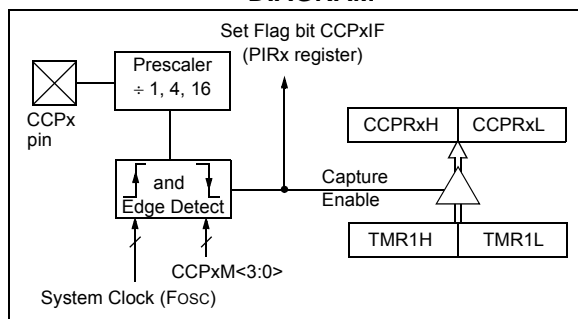 Set Flag bit CCPxIF
(PIRx register)
Prescaler
÷ 1, 4, 16
CCPx
pin
CCPRxH
CCPRxL
and
Edge Detect
Capture
Enable
TMR1H
TMR1L
CCPxM<3:0>
System Clock (FOSC)